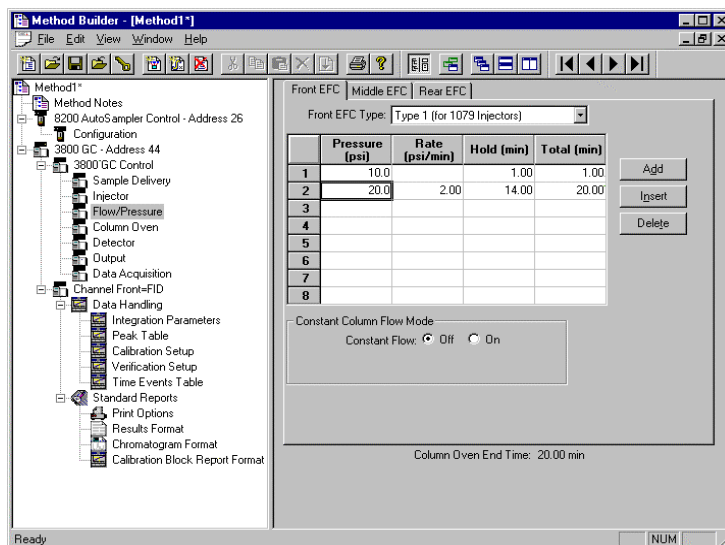 Method Builder - [Method1*]
File Edit View Window Help
Method1*
Method Notes
8200 AutoSampler Control - Address 26
Configuration
3800 GC - Address 44
3800 GC Control
Sample Delivery
Injector
Flow/Pressure
Column Oven
Detector
Output
Data Acquisition
Channel Front=FID
Data Handling
Integration Parameters
Peak Table
Calibration Setup
Verification Setup
Time Events Table
Standard Reports
Print Options
Results Format
Chromatogram Format
Calibration Block Report Format
Front EFC Middle EFC Rear EFC
Front EFC Type: Type 1 (for 1079 Injectors)
Pressure (psi) Rate (psi/min) Hold (min) Total (min)
1 10.0 1.00 1.00
2 20.0 2.00 14.00 20.00
3
4
5
6
7
8
Add
Insert
Delete
Constant Column Flow Mode
Constant Flow: Off On
Column Oven End Time: 20.00 min
Ready NUM